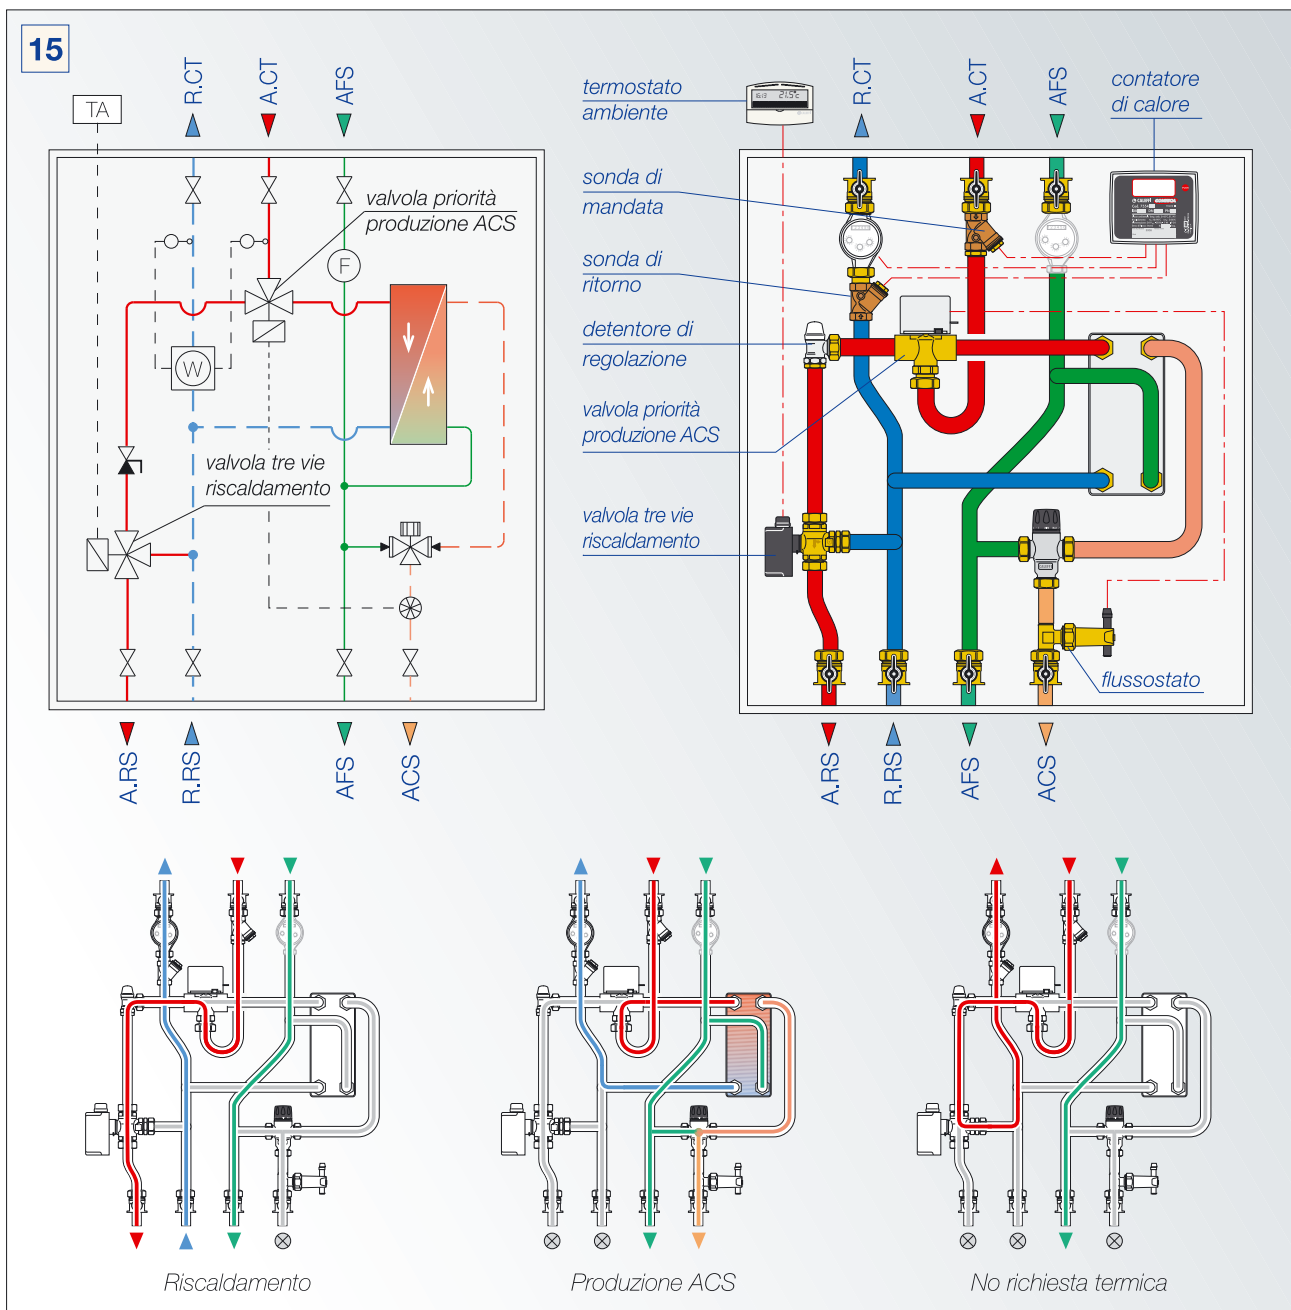 15
TA
R.CT
A.CT
AFS
valvola priorità
produzione ACS
F
W
valvola tre vie
riscaldamento
A.RS
R.RS
AFS
ACS
termostato
ambiente
21.5°c
R.CT
A.CT
AFS
contatore
di calore
sonda di
mandata
sonda di
ritorno
detentore di
regolazione
valvola priorità
produzione ACS
valvola tre vie
riscaldamento
flussostato
A.RS
R.RS
AFS
ACS
Riscaldamento
Produzione ACS
No richiesta termica